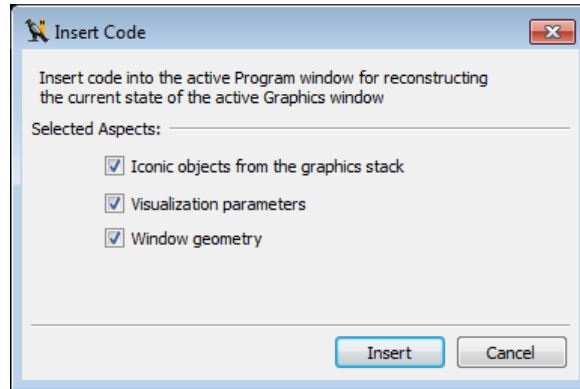 Insert Code
Insert code into the active Program window for reconstructing
the current state of the active Graphics window
Selected Aspects:
Iconic objects from the graphics stack
Visualization parameters
Window geometry
Insert
Cancel